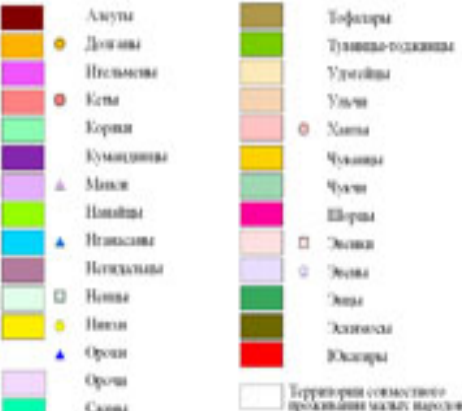 Алеуты
Долганы
Ительмены
Кеты
Коряки
Кумандинцы
Манси
Нанайцы
Нганасаны
Негидальцы
Ненцы
Нивхи
Ороки
Орочи
Саамы
Тофалары
Тувинцы-тоджинцы
Удэгейцы
Ульчи
Ханты
Чуванцы
Чукчи
Шорцы
Эвенки
Эвены
Энцы
Эскимосы
Юкагиры
Территории совместного
проживания малых народов